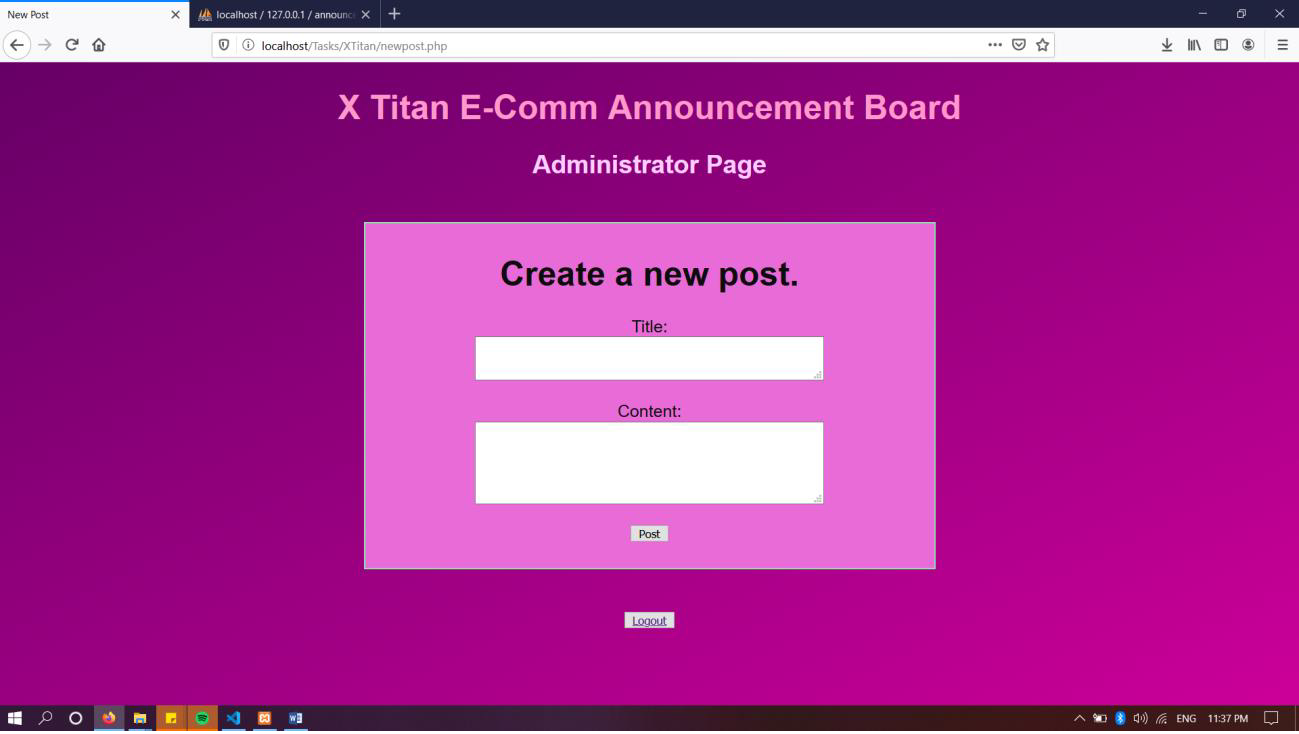 New Post
localhost / 127.0.0.1 / announce
localhost/Tasks/XTitan/newpost.php
X Titan E-Comm Announcement Board
Administrator Page
Create a new post.
Title:
Content:
Post
Logout
ENG 11:37 PM